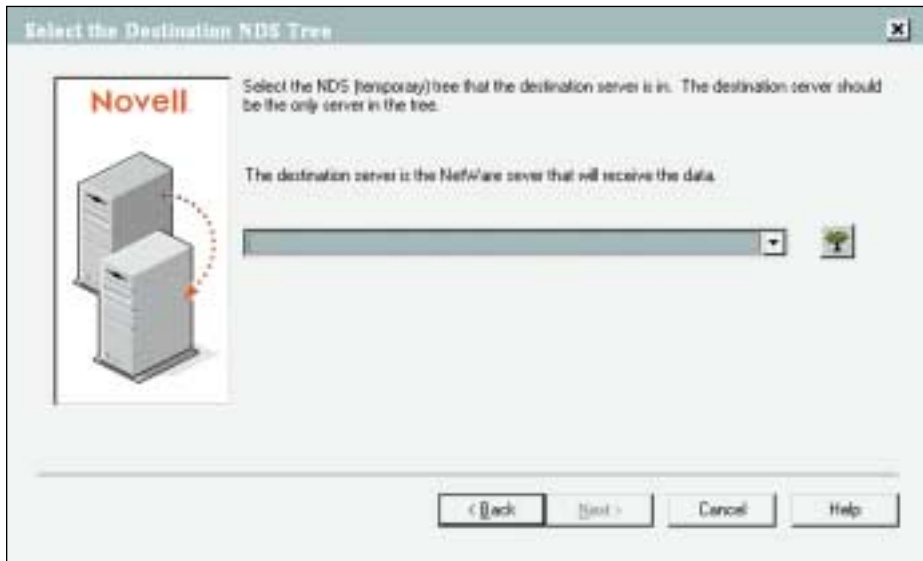 Select the Destination NDS Tree
Novell
Select the NDS (temporary) tree that the destination server is in. The destination server should
be the only server in the tree.
The destination server is the NetWare sever that will receive the data.
< Back
Next >
Cancel
Help